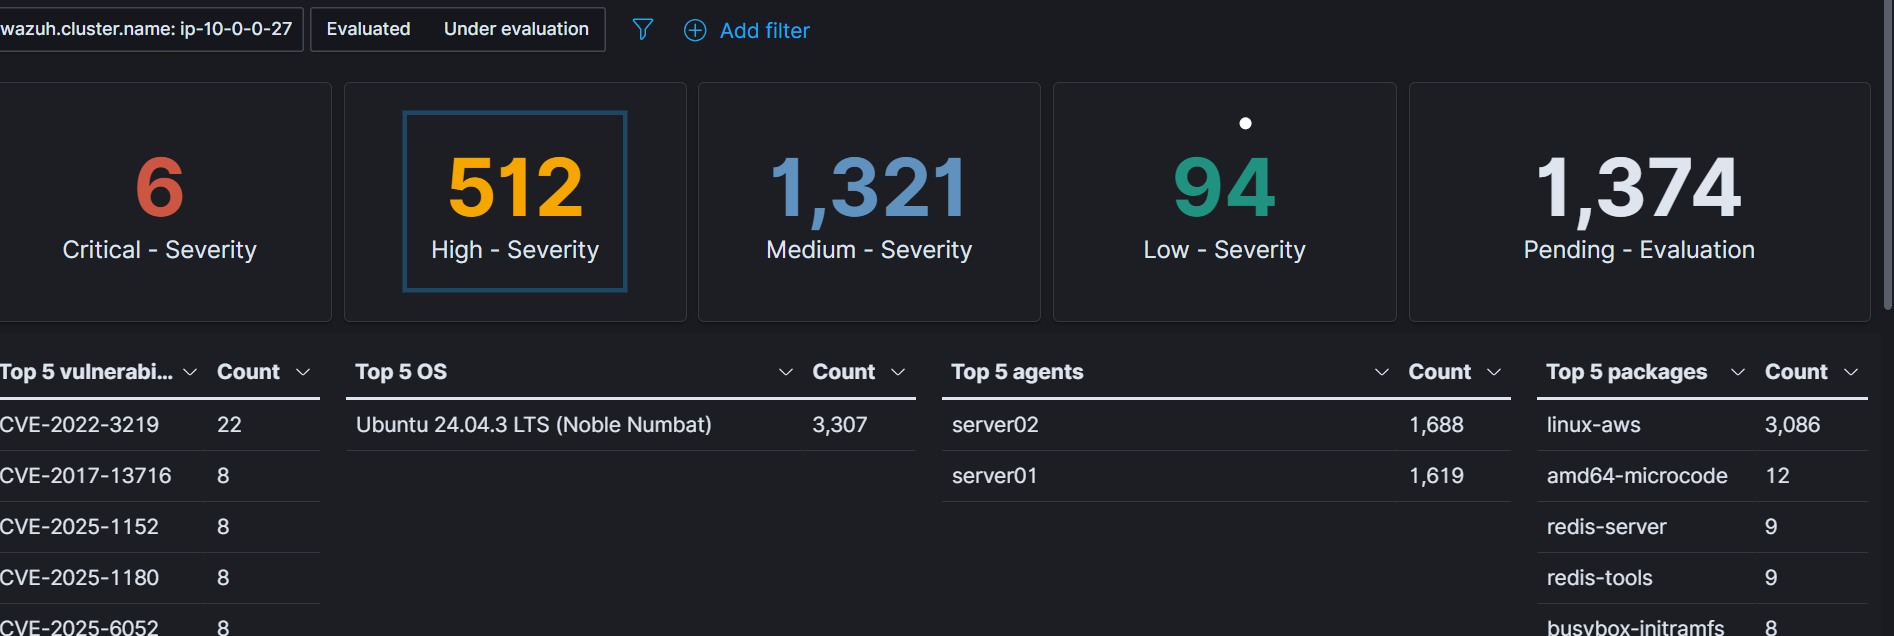 wazuh.cluster.name: ip-10-0-0-27 Evaluated Under evaluation Add filter
6 512 1,321 94 1,374
Critical - Severity High - Severity Medium - Severity Low - Severity Pending - Evaluation
Top 5 vulnerabi... Count Top 5 OS Count Top 5 agents Count Top 5 packages Count
CVE-2022-3219 22 Ubuntu 24.04.3 LTS (Noble Numbat) 3,307 server02 1,688 linux-aws 3,086
CVE-2017-13716 8 server01 1,619 amd64-microcode 12
CVE-2025-1152 8 redis-server 9
CVE-2025-1180 8 redis-tools 9
CVE-2025-6052 8 busybox-initramfs 8